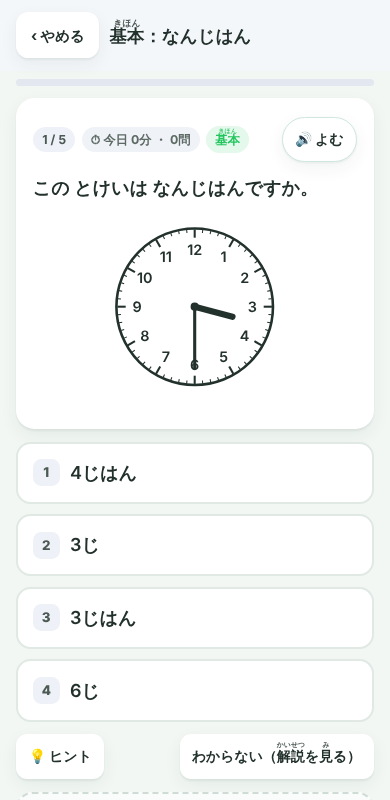 ‹ やめる
基本：なんじはん
きほん
1 / 5
⏱ 今日 0分 ・ 0問
基本
きほん
🔊 よむ
この とけいは なんじはんですか。
12
1
2
3
4
5
6
7
8
9
10
11
1 4じはん
2 3じ
3 3じはん
4 6じ
💡 ヒント
わからない（解説を見る）
かいせつ み